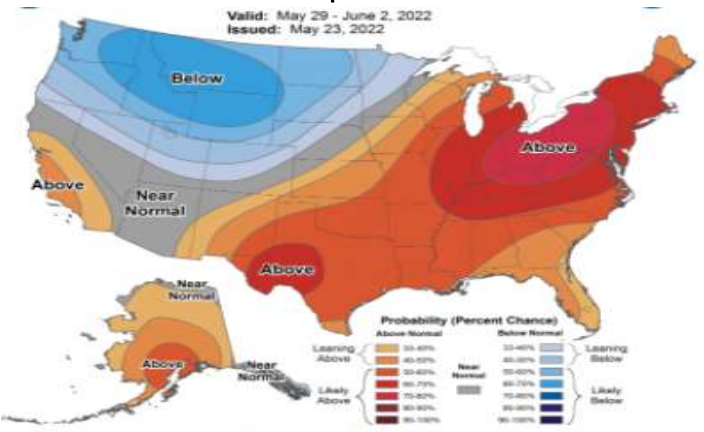 Valid: May 29 - June 2, 2022
Issued: May 23, 2022
Below
Above
Near
Normal
Above
Above
Near
Normal
Above
Near
Normal
Probability (Percent Chance)
Above Normal
Below Normal
Leaning
Above
33-40%
40-50%
Likely
Above
50-60%
60-70%
70-80%
80-90%
90-100%
Near
Normal
33-40%
40-50%
Leaning
Below
50-60%
60-70%
70-80%
80-90%
90-100%
Likely
Below